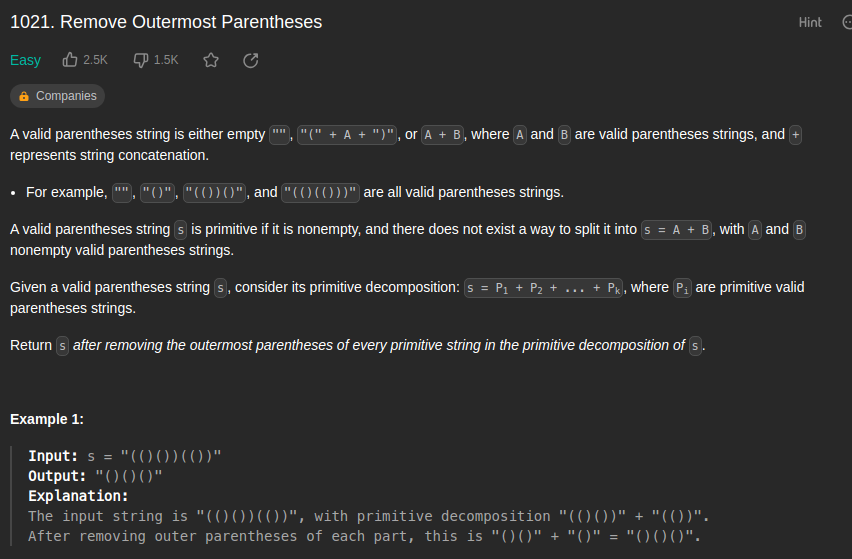 1021. Remove Outermost Parentheses
Hint
Easy 2.5K 1.5K
Companies
A valid parentheses string is either empty "", "(" + A + ")", or A + B, where A and B are valid parentheses strings, and +
represents string concatenation.
• For example, "", "()", "(())()", and "(()(()))" are all valid parentheses strings.
A valid parentheses string s is primitive if it is nonempty, and there does not exist a way to split it into s = A + B, with A and B
nonempty valid parentheses strings.
Given a valid parentheses string s, consider its primitive decomposition: s = P1 + P2 + ... + Pk, where Pi are primitive valid
parentheses strings.
Return s after removing the outermost parentheses of every primitive string in the primitive decomposition of s.
Example 1:
Input: s = "(()())(())"
Output: "()()()"
Explanation:
The input string is "(()())(())", with primitive decomposition "(()())" + "(())".
After removing outer parentheses of each part, this is "()()" + "()" = "()()()".